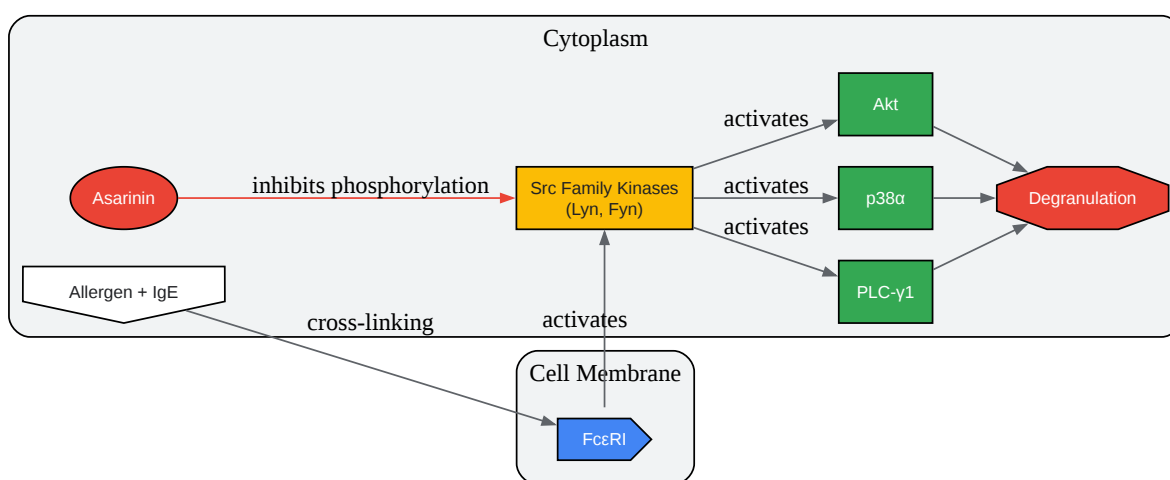 Cytoplasm
Akt
activates
Asarinin
inhibits phosphorylation
Src Family Kinases
(Lyn, Fyn)
activates
p38α
Degranulation
activates
PLC-γ1
Allergen + IgE
cross-linking
activates
Cell Membrane
FcεRI